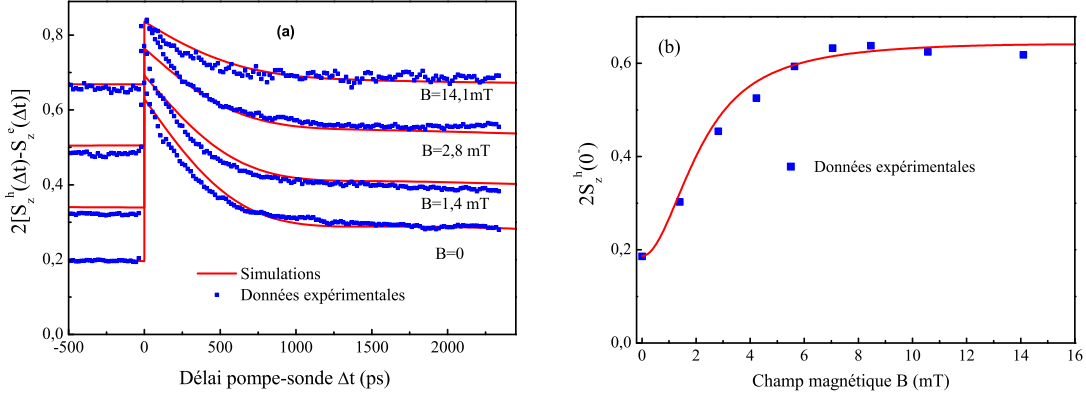 (a)
2[S_z^h(Δt)-S_z^e(Δt)]
0,8
0,6
0,4
0,2
0,0
B=14,1mT
B=2,8 mT
B=1,4 mT
B=0
Simulations
Données expérimentales
-500 0 500 1000 1500 2000
Délai pompe-sonde Δt (ps)
(b)
2S_z^h(0^-)
0,6
0,4
0,2
0,0
Données expérimentales
0 2 4 6 8 10 12 14 16
Champ magnétique B (mT)